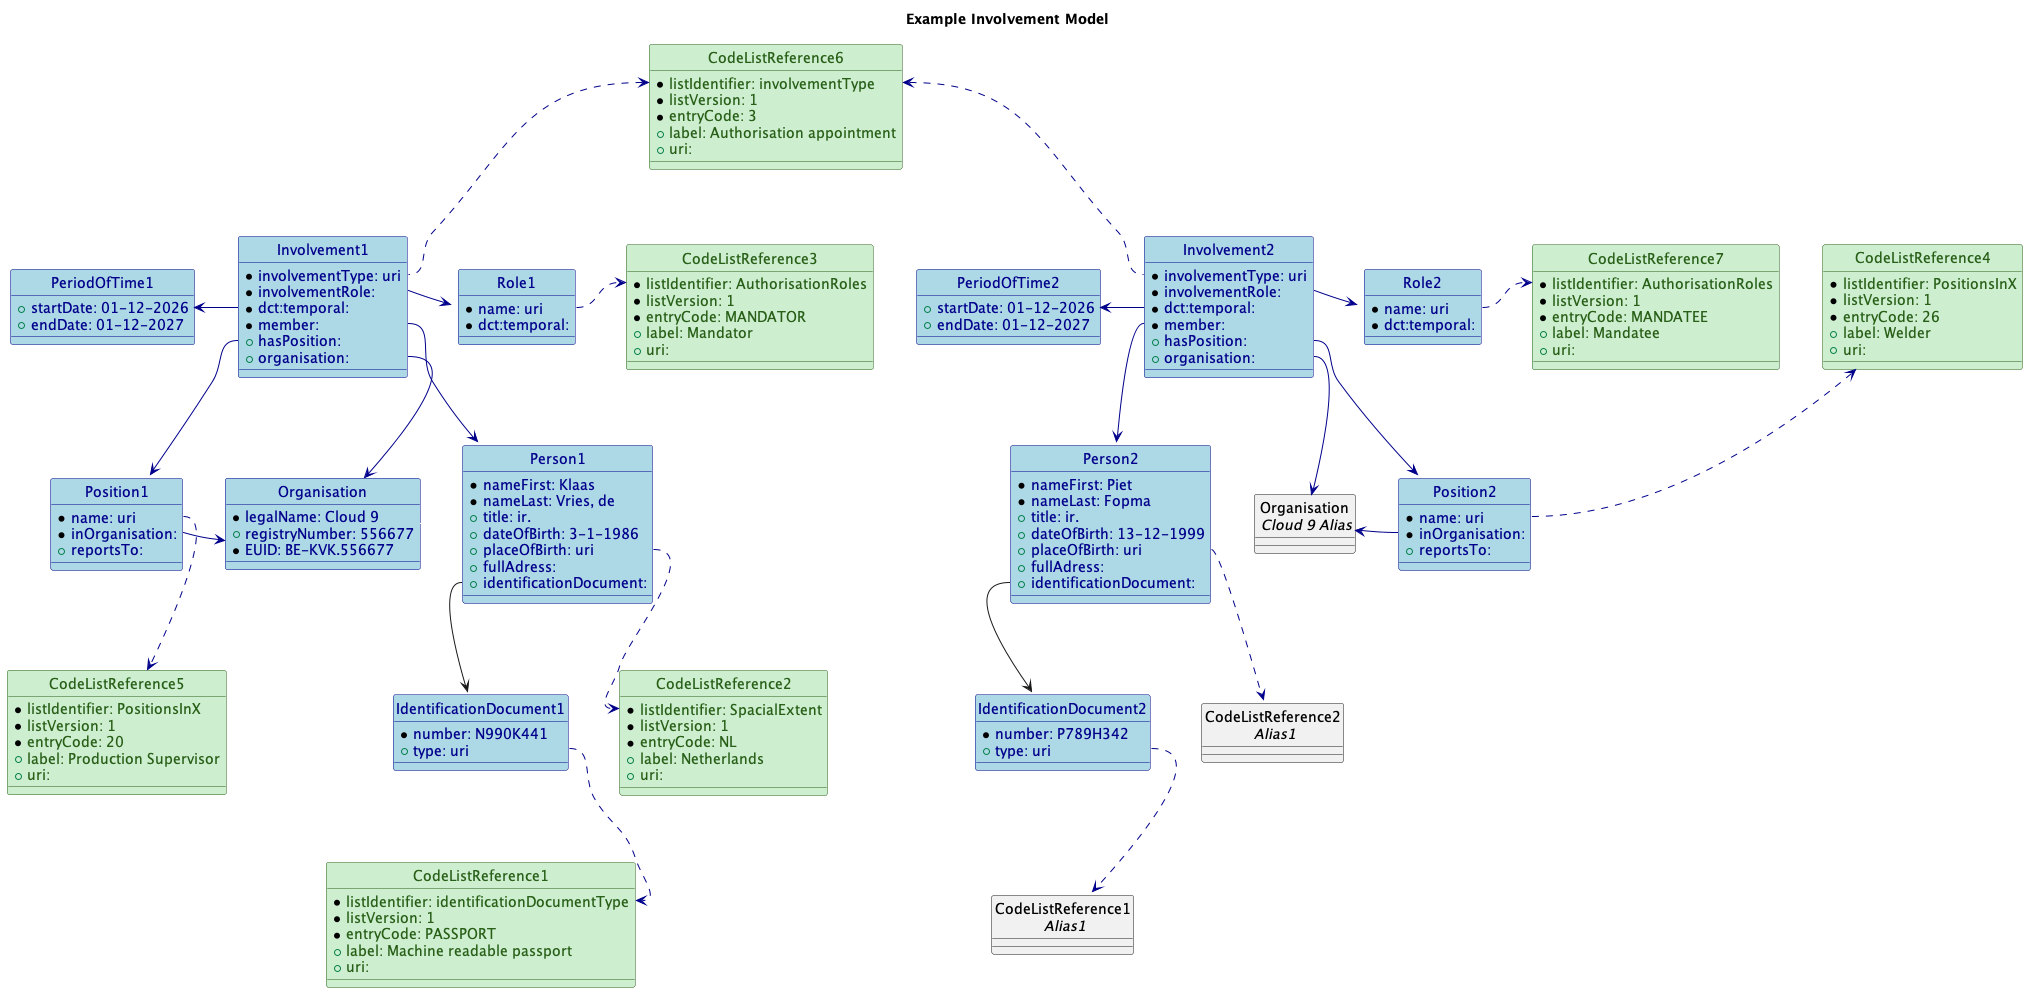 Example Involvement Model
CodeListReference6
listIdentifier: involvementType
listVersion: 1
entryCode: 3
label: Authorisation appointment
uri:
PeriodOfTime1
startDate: 01-12-2026
endDate: 01-12-2027
Involvement1
involvementType: uri
involvementRole:
dct:temporal:
member:
hasPosition:
organisation:
Role1
name: uri
dct:temporal:
CodeListReference3
listIdentifier: AuthorisationRoles
listVersion: 1
entryCode: MANDATOR
label: Mandator
uri:
PeriodOfTime2
startDate: 01-12-2026
endDate: 01-12-2027
Involvement2
involvementType: uri
involvementRole:
dct:temporal:
member:
hasPosition:
organisation:
Role2
name: uri
dct:temporal:
CodeListReference7
listIdentifier: AuthorisationRoles
listVersion: 1
entryCode: MANDATEE
label: Mandatee
uri:
CodeListReference4
listIdentifier: PositionsInX
listVersion: 1
entryCode: 26
label: Welder
uri:
Position1
name: uri
inOrganisation:
reportsTo:
Organisation
legalName: Cloud 9
registryNumber: 556677
EUID: BE-KVK.556677
Person1
nameFirst: Klaas
nameLast: Vries, de
title: ir.
dateOfBirth: 3-1-1986
placeOfBirth: uri
fullAdress:
identificationDocument:
Person2
nameFirst: Piet
nameLast: Fopma
title: ir.
dateOfBirth: 13-12-1999
placeOfBirth: uri
fullAdress:
identificationDocument:
Organisation
Cloud 9 Alias
Position2
name: uri
inOrganisation:
reportsTo:
CodeListReference5
listIdentifier: PositionsInX
listVersion: 1
entryCode: 20
label: Production Supervisor
uri:
IdentificationDocument1
number: N990K441
type: uri
CodeListReference2
listIdentifier: SpacialExtent
listVersion: 1
entryCode: NL
label: Netherlands
uri:
IdentificationDocument2
number: P789H342
type: uri
CodeListReference2
Alias1
CodeListReference1
listIdentifier: identificationDocumentType
listVersion: 1
entryCode: PASSPORT
label: Machine readable passport
uri:
CodeListReference1
Alias1